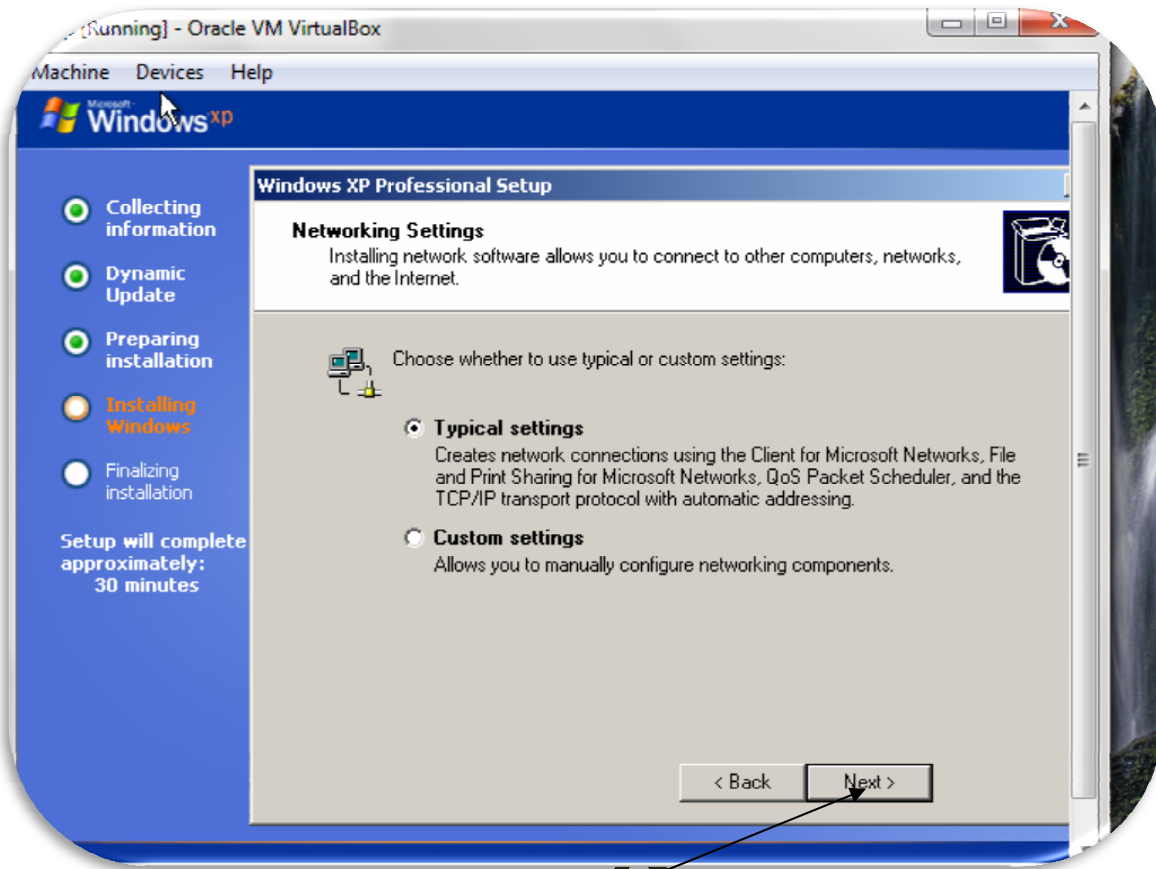 [Running] - Oracle VM VirtualBox
Machine Devices Help
Microsoft
Windows xp
Collecting
information
Dynamic
Update
Preparing
installation
Installing
Windows
Finalizing
installation
Setup will complete
approximately:
30 minutes
Windows XP Professional Setup
Networking Settings
Installing network software allows you to connect to other computers, networks,
and the Internet.
Choose whether to use typical or custom settings:
Typical settings
Creates network connections using the Client for Microsoft Networks, File
and Print Sharing for Microsoft Networks, QoS Packet Scheduler, and the
TCP/IP transport protocol with automatic addressing.
Custom settings
Allows you to manually configure networking components.
< Back Next >